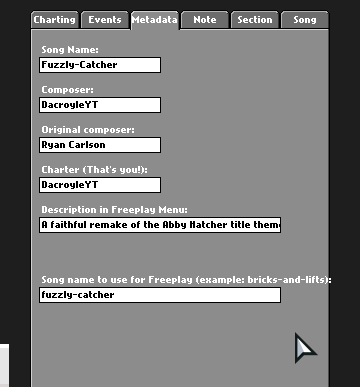 Charting Events Metadata Note Section Song
Song Name:
Fuzzly-Catcher
Composer:
DacroyleYT
Original composer:
Ryan Carlson
Charter (That's you!):
DacroyleYT
Description in Freeplay Menu:
A faithful remake of the Abby Hatcher title them
Song name to use for Freeplay (example: bricks-and-lifts):
fuzzly-catcher